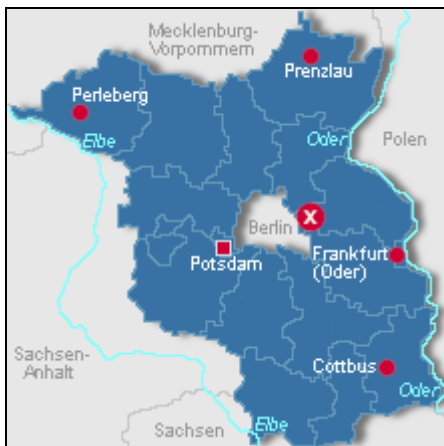 Mecklenburg-
Vorpommern
Prenzlau
Perleberg
Elbe
Oder
Polen
X
Berlin
Potsdam
Frankfurt
(Oder)
Sachsen-
Anhalt
Cottbus
Oder
Elbe
Sachsen